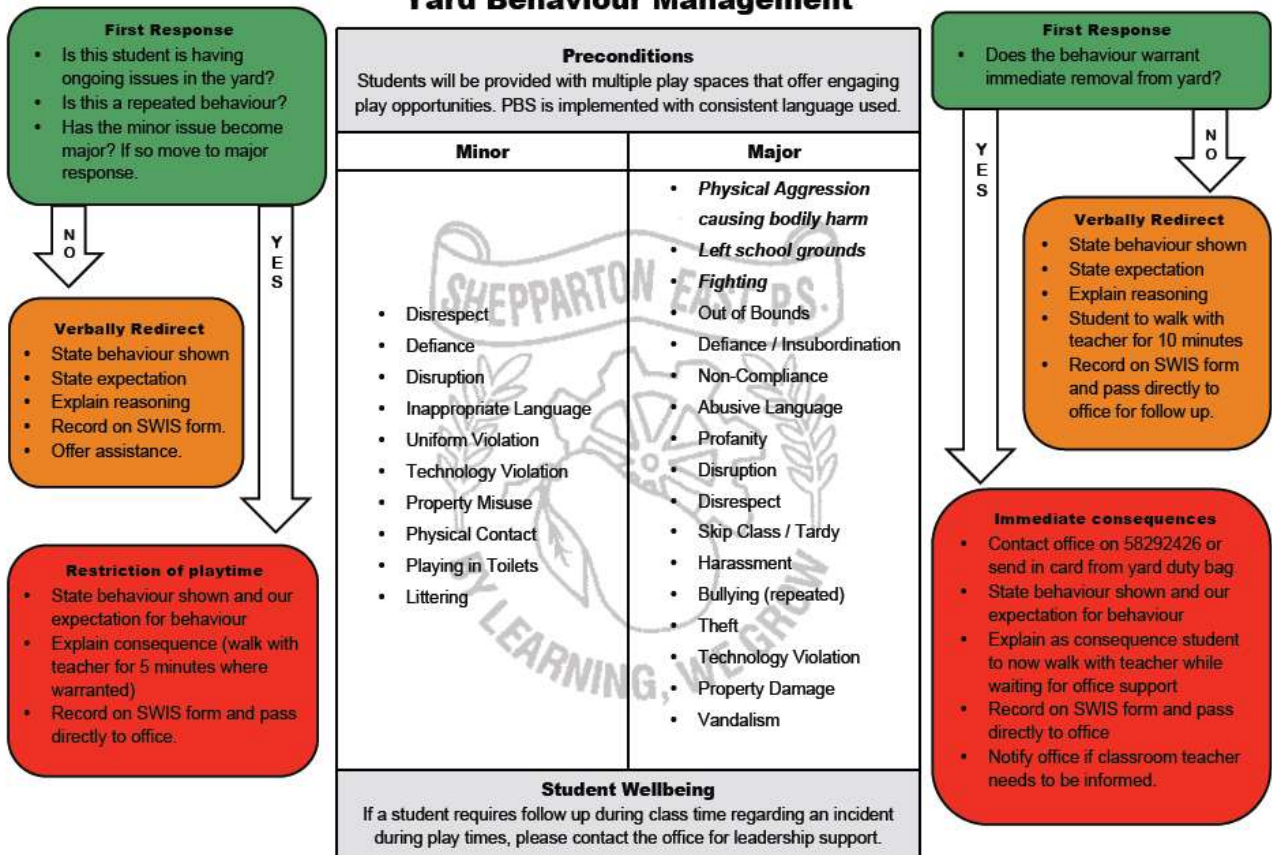 Yard Behaviour Management
First Response
• Is this student is having
ongoing issues in the yard?
• Is this a repeated behaviour?
• Has the minor issue become
major? If so move to major
response.
NO
YES
Verbally Redirect
• State behaviour shown
• State expectation
• Explain reasoning
• Record on SWIS form.
• Offer assistance.
Restriction of playtime
• State behaviour shown and our
expectation for behaviour
• Explain consequence (walk with
teacher for 5 minutes where
warranted)
• Record on SWIS form and pass
directly to office.
Preconditions
Students will be provided with multiple play spaces that offer engaging
play opportunities. PBS is implemented with consistent language used.
Minor
• Disrespect
• Defiance
• Disruption
• Inappropriate Language
• Uniform Violation
• Technology Violation
• Property Misuse
• Physical Contact
• Playing in Toilets
• Littering
Major
• Physical Aggression
causing bodily harm
• Left school grounds
• Fighting
• Out of Bounds
• Defiance / Insubordination
• Non-Compliance
• Abusive Language
• Profanity
• Disruption
• Disrespect
• Skip Class / Tardy
• Harassment
• Bullying (repeated)
• Theft
• Technology Violation
• Property Damage
• Vandalism
SHEPPARTON EAST P.S.
BY LEARNING, WE GROW
Student Wellbeing
If a student requires follow up during class time regarding an incident
during play times, please contact the office for leadership support.
First Response
• Does the behaviour warrant
immediate removal from yard?
YES
NO
Verbally Redirect
• State behaviour shown
• State expectation
• Explain reasoning
• Student to walk with
teacher for 10 minutes
• Record on SWIS form
and pass directly to
office for follow up.
Immediate consequences
• Contact office on 58292426 or
send in card from yard duty bag
• State behaviour shown and our
expectation for behaviour
• Explain as consequence student
to now walk with teacher while
waiting for office support
• Record on SWIS form and pass
directly to office
• Notify office if classroom teacher
needs to be informed.